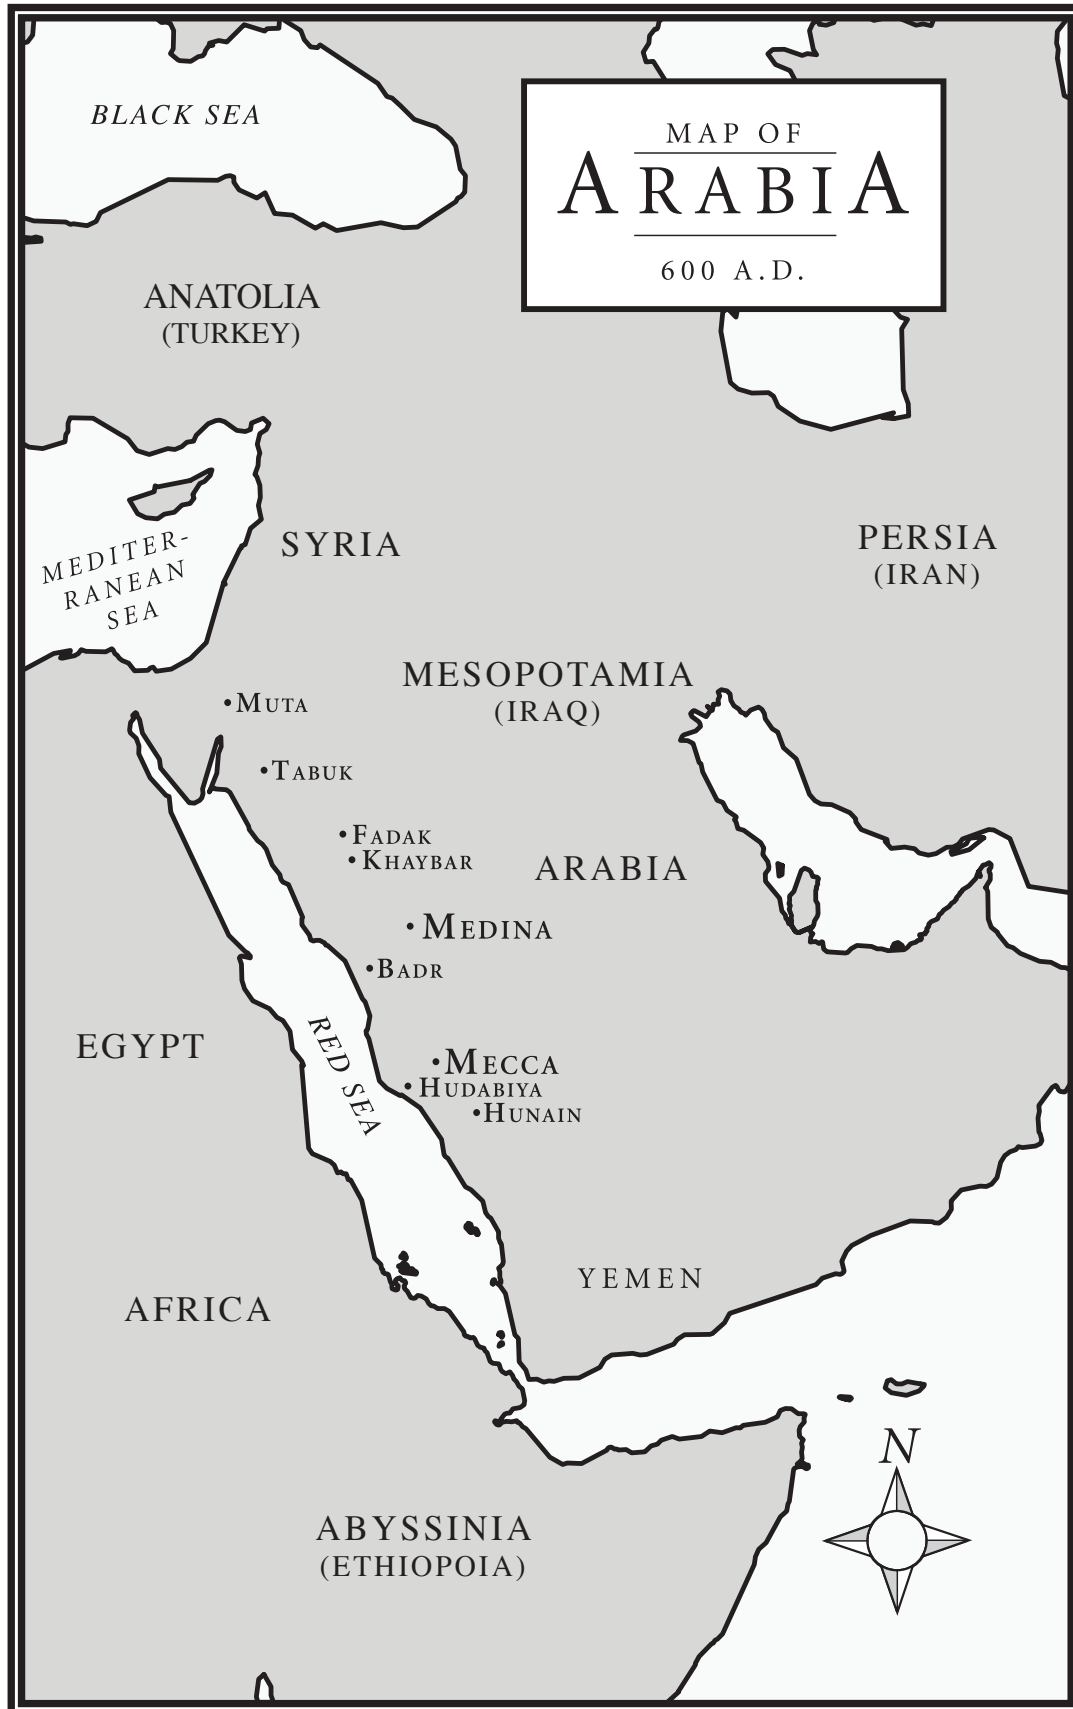 BLACK SEA
MAP OF
ARABIA
600 A.D.
ANATOLIA
(TURKEY)
MEDITER-
RANEAN
SEA
SYRIA
PERSIA
(IRAN)
MESOPOTAMIA
(IRAQ)
•MUTA
•TABUK
•FADAK
•KHAYBAR
ARABIA
•MEDINA
•BADR
EGYPT
RED SEA
•MECCA
•HUDABIYA
•HUNAIN
YEMEN
AFRICA
N
ABYSSINIA
(ETHIOPOIA)